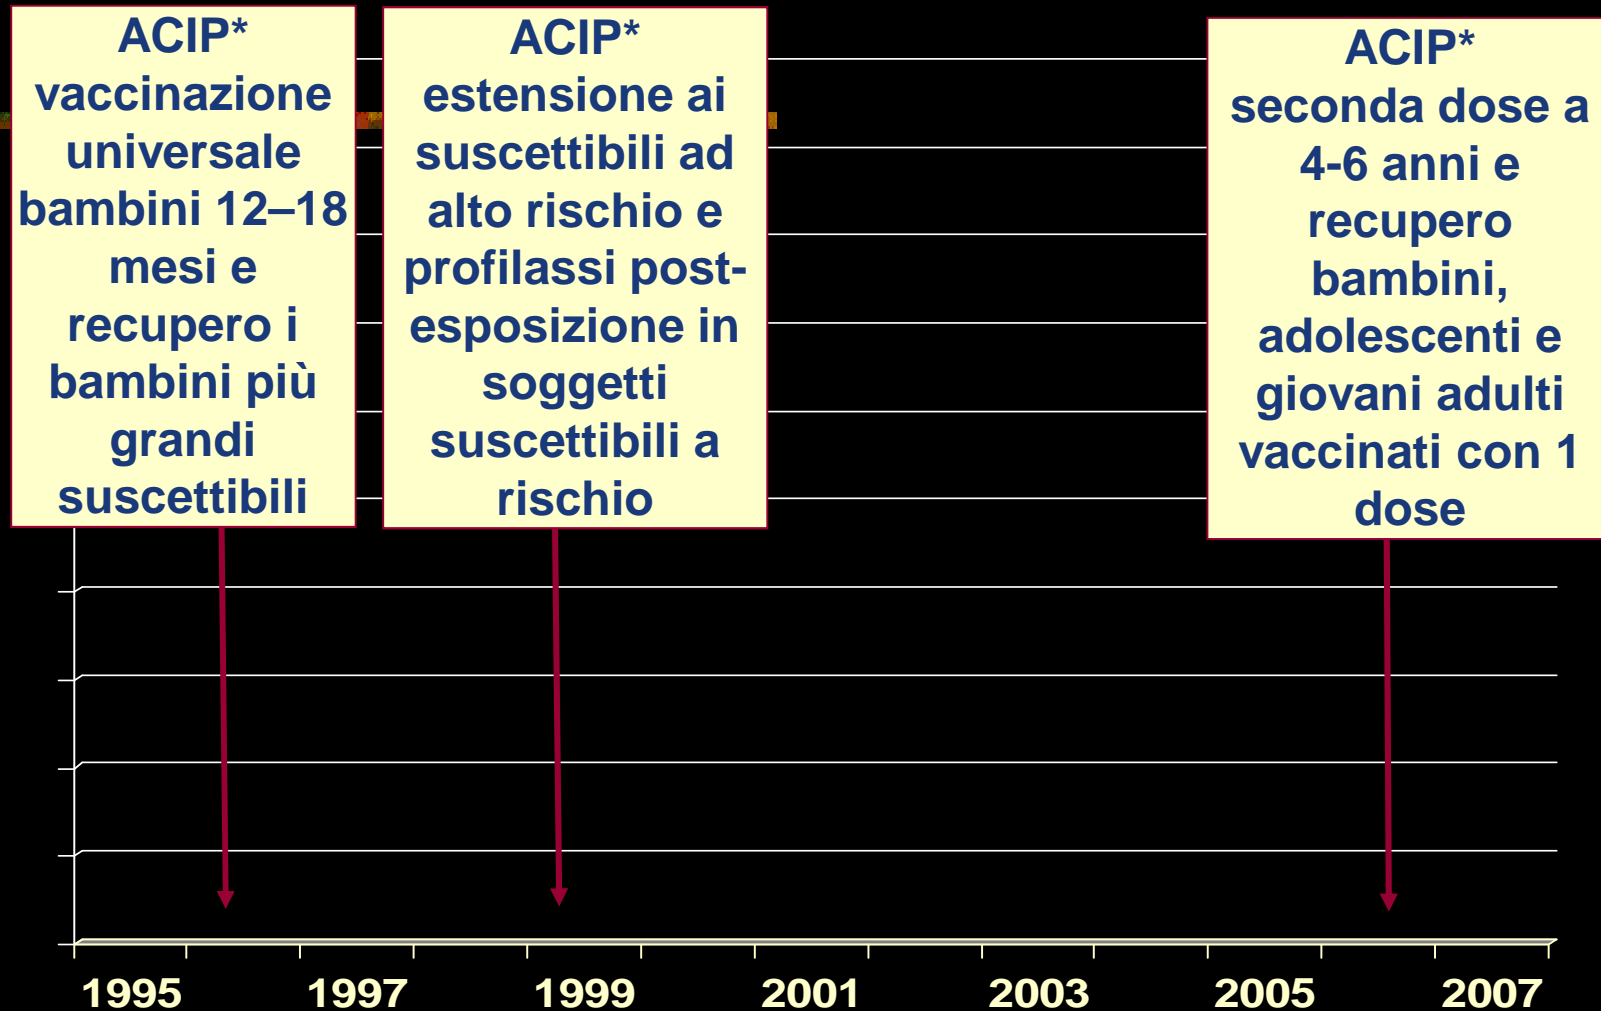 ACIP*
vaccinazione
universale
bambini 12–18
mesi e
recupero i
bambini più
grandi
suscettibili
ACIP*
estensione ai
suscettibili ad
alto rischio e
profilassi post-
esposizione in
soggetti
suscettibili a
rischio
ACIP*
seconda dose a
4-6 anni e
recupero
bambini,
adolescenti e
giovani adulti
vaccinati con 1
dose
1995 1997 1999 2001 2003 2005 2007